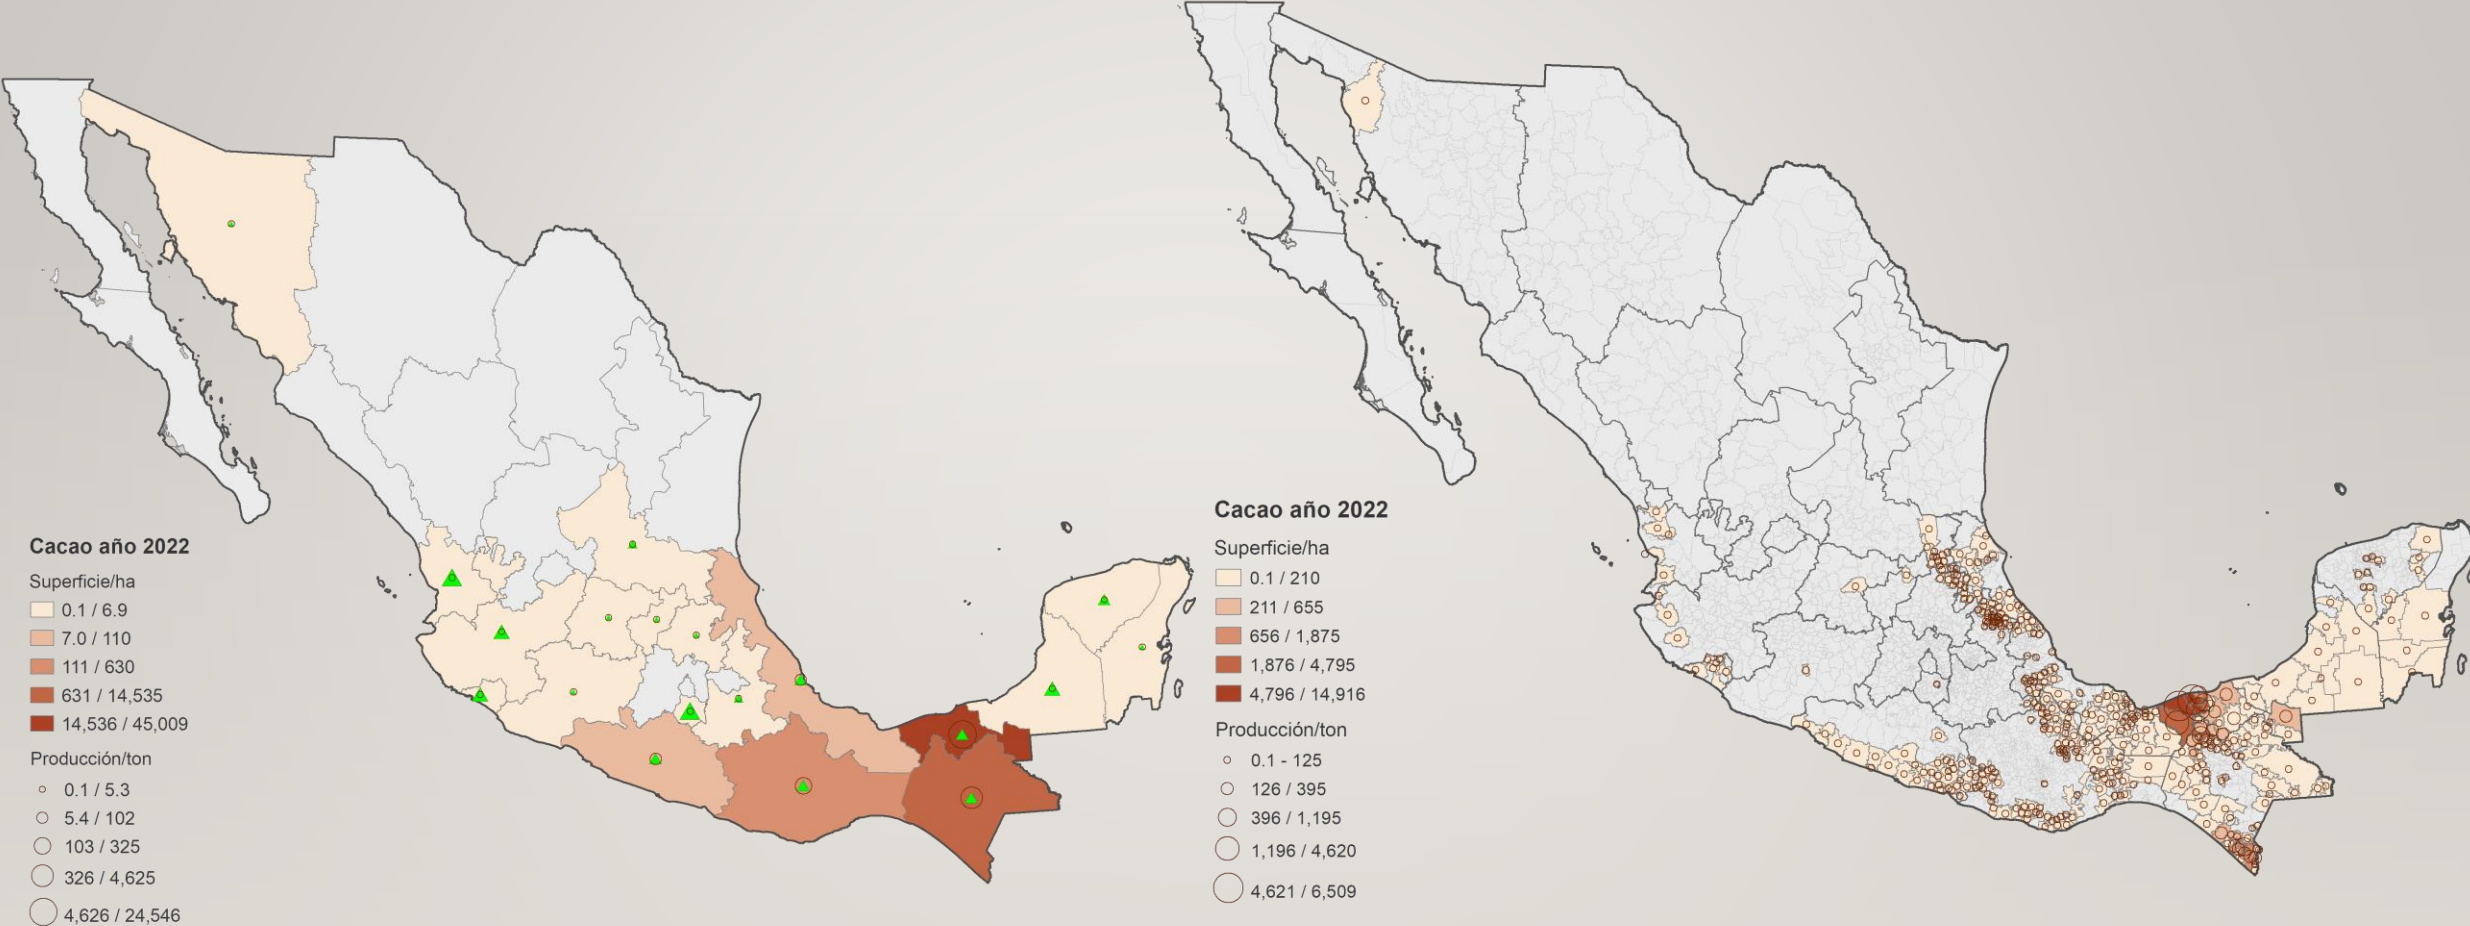 Cacao año 2022
Superficie/ha
0.1 / 6.9
7.0 / 110
111 / 630
631 / 14,535
14,536 / 45,009
Producción/ton
0.1 / 5.3
5.4 / 102
103 / 325
326 / 4,625
4,626 / 24,546
Cacao año 2022
Superficie/ha
0.1 / 210
211 / 655
656 / 1,875
1,876 / 4,795
4,796 / 14,916
Producción/ton
0.1 - 125
126 / 395
396 / 1,195
1,196 / 4,620
4,621 / 6,509